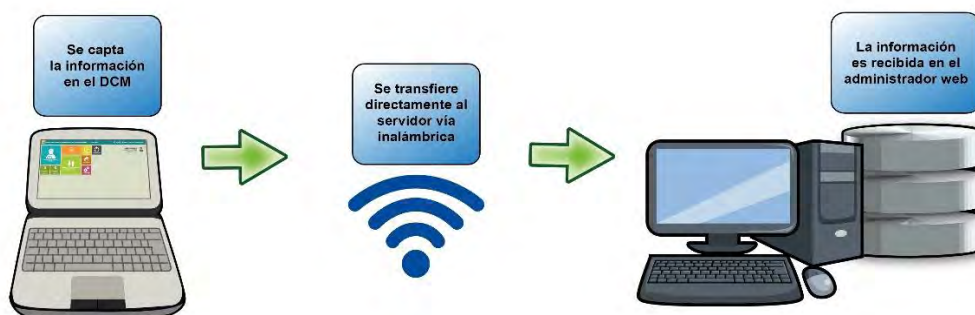 Se capta
la información
en el DCM
Se transfiere
directamente al
servidor vía
inalámbrica
La información
es recibida en el
administrador web